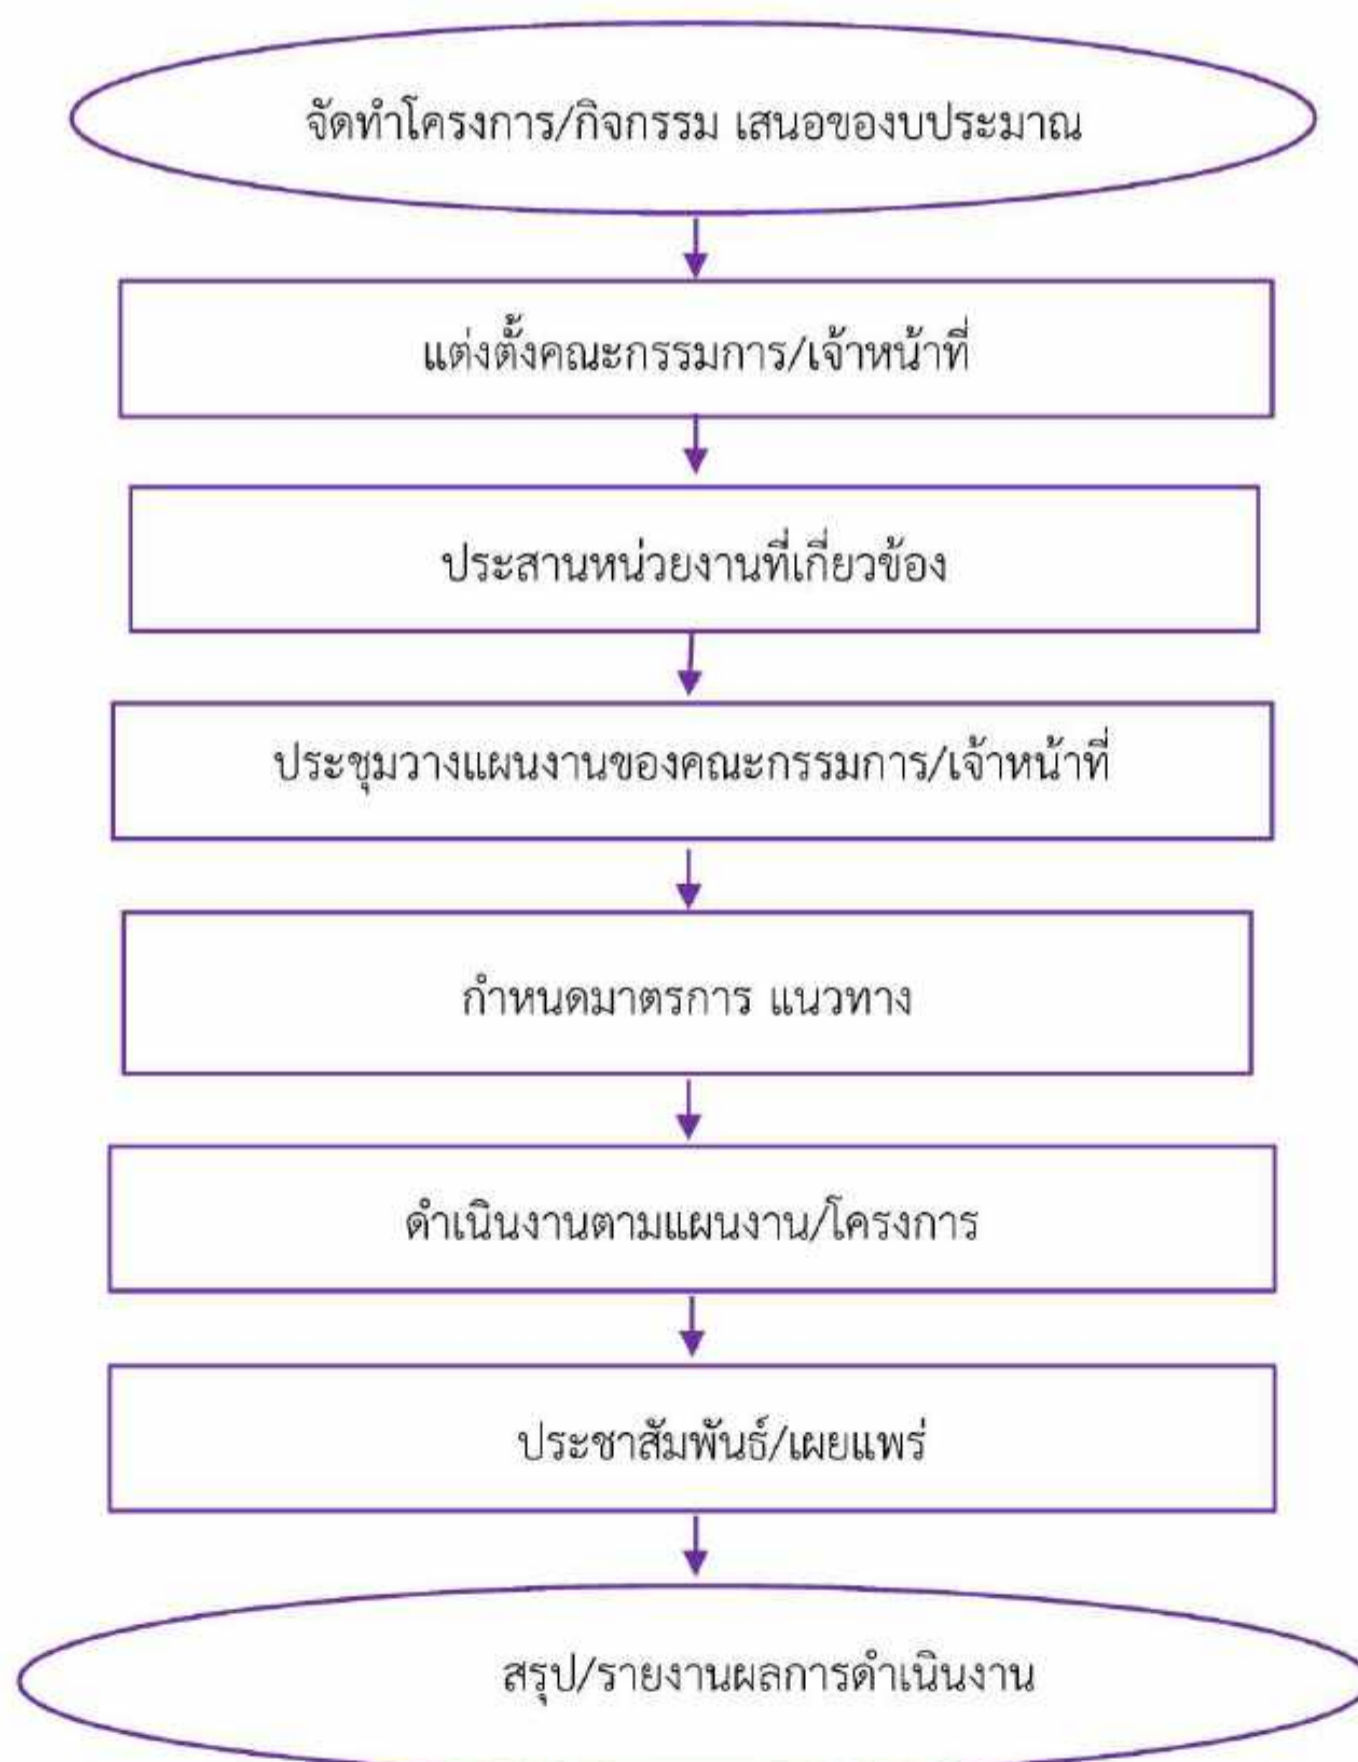 จัดทำโครงการ/กิจกรรม เสนอของบประมาณ
แต่งตั้งคณะกรรมการ/เจ้าหน้าที่
ประสานหน่วยงานที่เกี่ยวข้อง
ประชุมวางแผนงานของคณะกรรมการ/เจ้าหน้าที่
กำหนดมาตรการ แนวทาง
ดำเนินงานตามแผนงาน/โครงการ
ประชาสัมพันธ์/เผยแพร่
สรุป/รายงานผลการดำเนินงาน